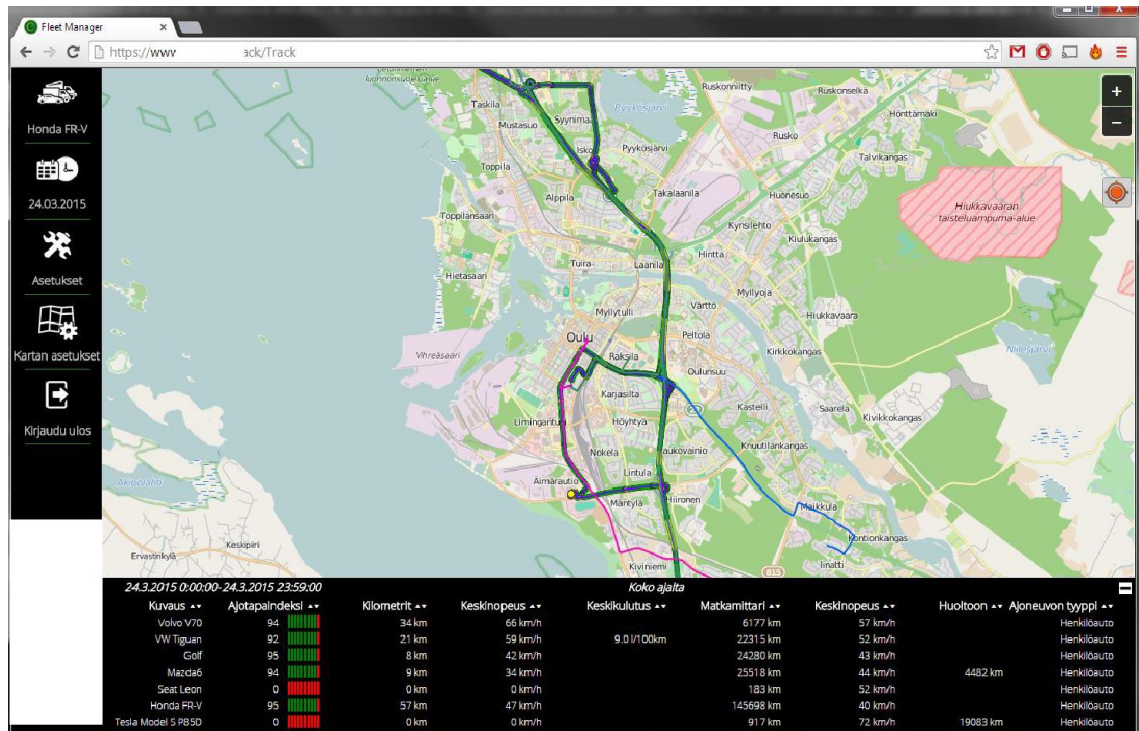 Fleet Manager
https://www ack/Track
Honda FR-V
24.03.2015
Asetukset
Kartan asetukset
Kirjaudu ulos
+
−
luonnonsuojelualue
Ruskonniitty
Ruskonselkä
Taskila
Pyykösjärvi
Hönttämäki
Mustasuo
Syynimaa
Rusko
Isko
Pyykösjärvi
Talvikangas
Toppila
Takalaanila
Huonesuo
Alppila
Hiukkavaaran
taisteluampuma-alue
Toppilansaari
Kynsilehto
Kiulukangas
Hintta
Tuira
Laanila
Hietasaari
Myllyoja
Värttö
Myllytulli
Hiukkavaara
Oulu
Peltola
Vihreäsaari
Raksila
Kirkkokangas
Niilesjärvi
Oulunsuu
Karjasilta
Kastelli
Saarela
Kivikkokangas
Limingantul
Höyhtyä
Knuutilankangas
Nokela
aukovainio
Lintula
Äimärautio
Akionlahti
Mäntylä
Hiironen
Maikkula
Kontionkangas
Keskipiiri
Ervastinkylä
Kiviniemi
815
Iinatti
24.3.2015 0:00:00-24.3.2015 23:59:00 Koko ajalta
Kuvaus Ajotapaindeksi Kilometrit Keskinopeus Keskikulutus Matkamittari Keskinopeus Huoltoon Ajoneuvon tyyppi
Volvo V70 94 34 km 66 km/h 6177 km 57 km/h Henkilöauto
VW Tiguan 92 21 km 59 km/h 9.0 l/100km 22315 km 52 km/h Henkilöauto
Golf 95 8 km 42 km/h 24280 km 43 km/h Henkilöauto
Mazda6 94 9 km 34 km/h 25518 km 44 km/h 4482 km Henkilöauto
Seat Leon 0 0 km 0 km/h 183 km 52 km/h Henkilöauto
Honda FR-V 95 57 km 47 km/h 145698 km 40 km/h Henkilöauto
Tesla Model S P85D 0 0 km 0 km/h 917 km 72 km/h 19083 km Henkilöauto